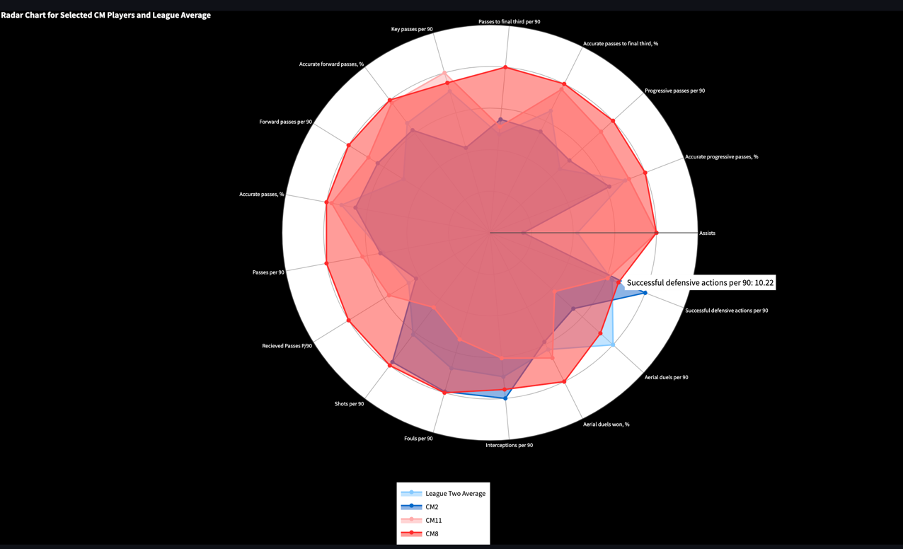 Radar Chart for Selected CM Players and League Average
Passes to final third per 90
Key passes per 90
Accurate passes to final third, %
Accurate forward passes, %
Progressive passes per 90
Forward passes per 90
Accurate progressive passes, %
Accurate passes, %
Assists
Passes per 90
Successful defensive actions per 90: 10.22
Successful defensive actions per 90
Recieved Passes P/90
Aerial duels per 90
Shots per 90
Aerial duels won, %
Fouls per 90
Interceptions per 90
League Two Average
CM2
CM11
CM8